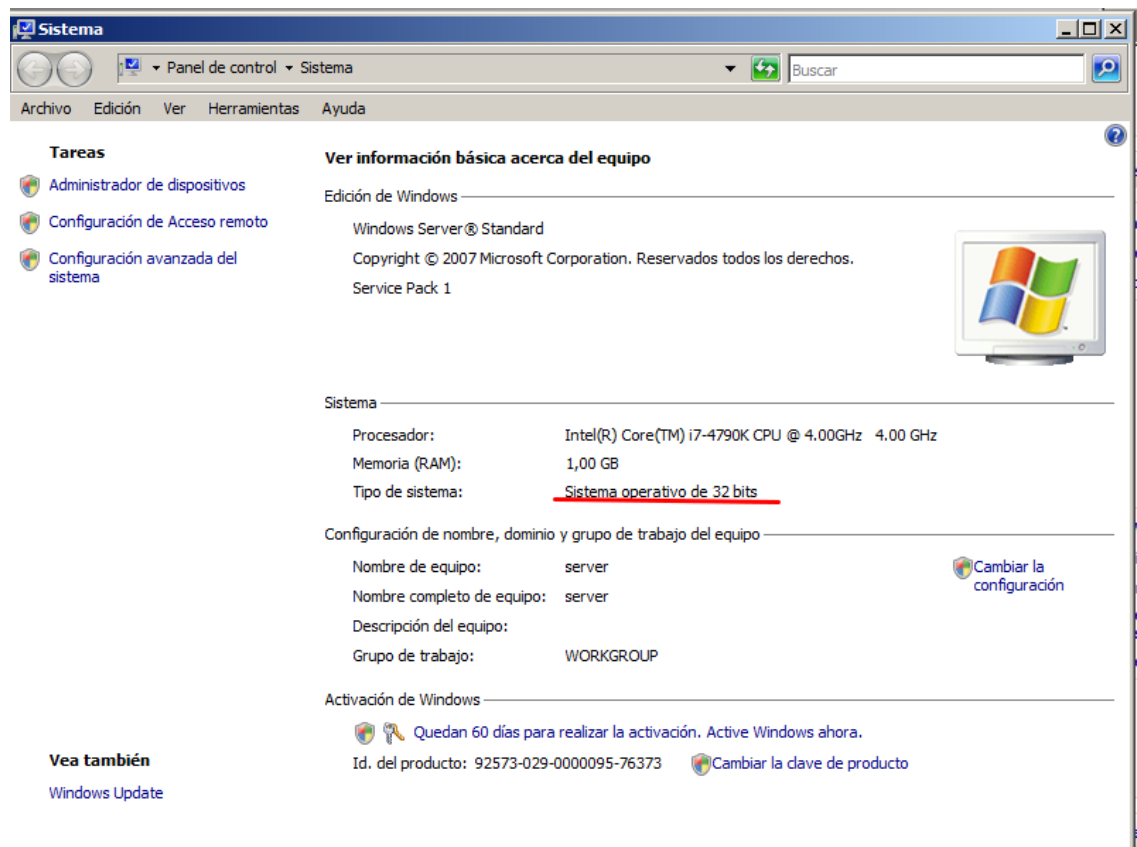 Sistema
Panel de control Sistema
Buscar
Archivo Edición Ver Herramientas Ayuda
Tareas
Administrador de dispositivos
Configuración de Acceso remoto
Configuración avanzada del
sistema
Vea también
Windows Update
Ver información básica acerca del equipo
Edición de Windows
Windows Server® Standard
Copyright © 2007 Microsoft Corporation. Reservados todos los derechos.
Service Pack 1
Sistema
Procesador: Intel(R) Core(TM) i7-4790K CPU @ 4.00GHz 4.00 GHz
Memoria (RAM): 1,00 GB
Tipo de sistema: Sistema operativo de 32 bits
Configuración de nombre, dominio y grupo de trabajo del equipo
Nombre de equipo: server
Cambiar la
configuración
Nombre completo de equipo: server
Descripción del equipo:
Grupo de trabajo: WORKGROUP
Activación de Windows
Quedan 60 días para realizar la activación. Active Windows ahora.
Id. del producto: 92573-029-0000095-76373 Cambiar la clave de producto